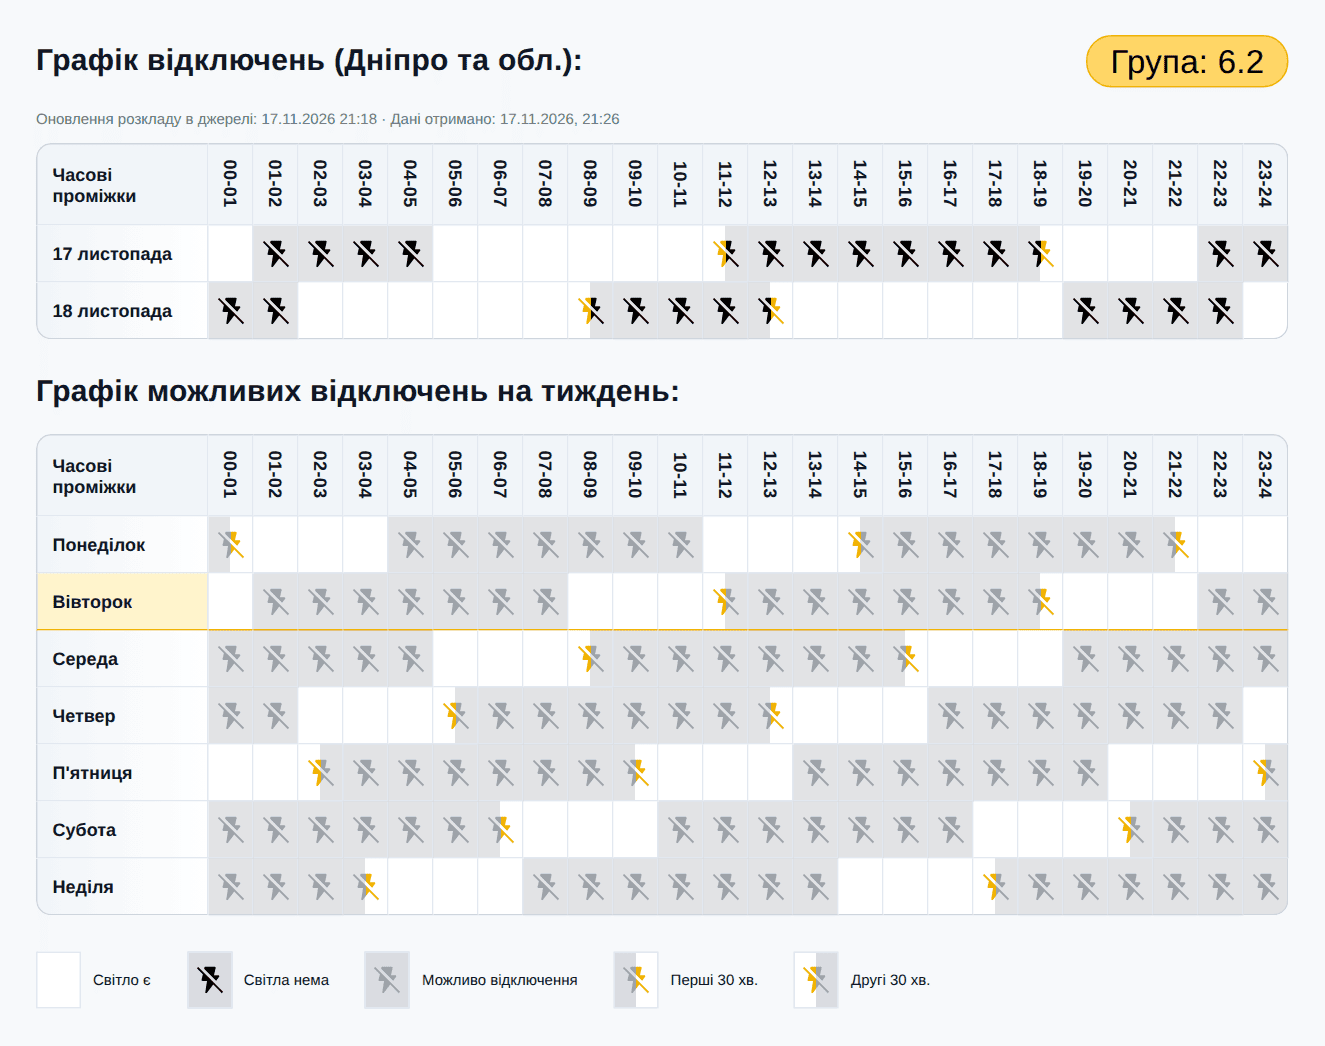 Графік відключень (Дніпро та обл.):
Група: 6.2
Оновлення розкладу в джерелі: 17.11.2026 21:18 · Дані отримано: 17.11.2026, 21:26
Часові проміжки 00-01 01-02 02-03 03-04 04-05 05-06 06-07 07-08 08-09 09-10 10-11 11-12 12-13 13-14 14-15 15-16 16-17 17-18 18-19 19-20 20-21 21-22 22-23 23-24
17 листопада
18 листопада
Графік можливих відключень на тиждень:
Часові проміжки 00-01 01-02 02-03 03-04 04-05 05-06 06-07 07-08 08-09 09-10 10-11 11-12 12-13 13-14 14-15 15-16 16-17 17-18 18-19 19-20 20-21 21-22 22-23 23-24
Понеділок
Вівторок
Середа
Четвер
П'ятниця
Субота
Неділя
Світло є Світла нема Можливо відключення Перші 30 хв. Другі 30 хв.